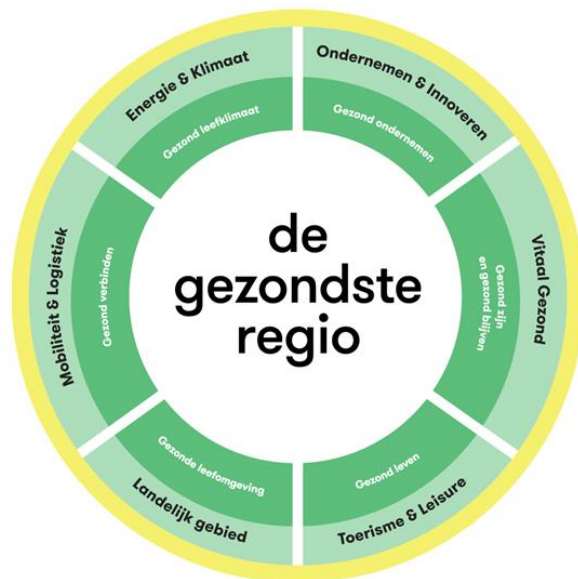 Energie & Klimaat
Ondernemen & Innoveren
Gezond leefklimaat
Gezond ondernemen
Mobiliteit & Logistiek
Gezond verbinden
de
gezondste
regio
Gezond zijn
en gezond blijven
Vitaal Gezond
Gezonde leefomgeving
Gezond leven
Landelijk gebied
Toerisme & Leisure